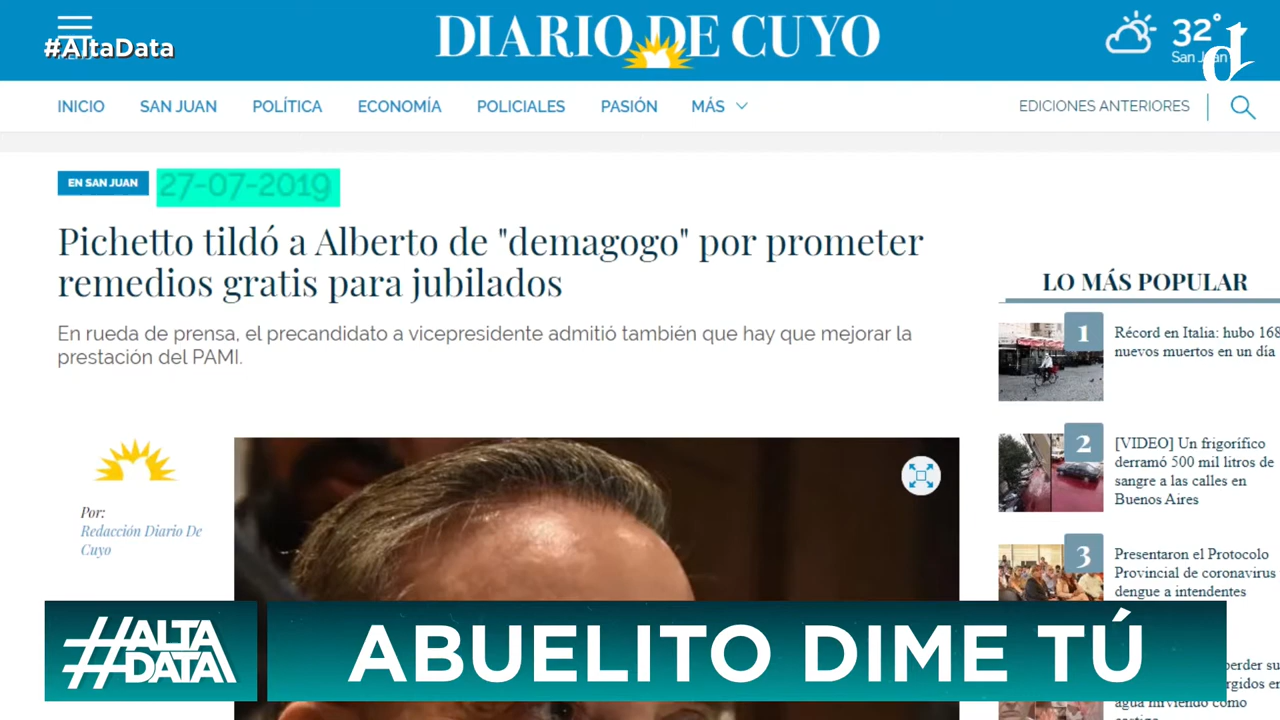 #AltaData
DIARIO DE CUYO
32°
San Juan
INICIO
SAN JUAN
POLÍTICA
ECONOMÍA
POLICIALES
PASIÓN
MÁS
EDICIONES ANTERIORES
EN SAN JUAN
27-07-2019
Pichetto tildó a Alberto de "demagogo" por prometer
remedios gratis para jubilados
En rueda de prensa, el precandidato a vicepresidente admitió también que hay que mejorar la
prestación del PAMI.
Por:
Redacción Diario De
Cuyo
LO MÁS POPULAR
1
Récord en Italia: hubo 168
nuevos muertos en un día
2
[VIDEO] Un frigorífico
derramó 500 mil litros de
sangre a las calles en
Buenos Aires
3
Presentaron el Protocolo
Provincial de coronavirus
dengue a intendentes
#ALTA
DATA
ABUELITO DIME TÚ